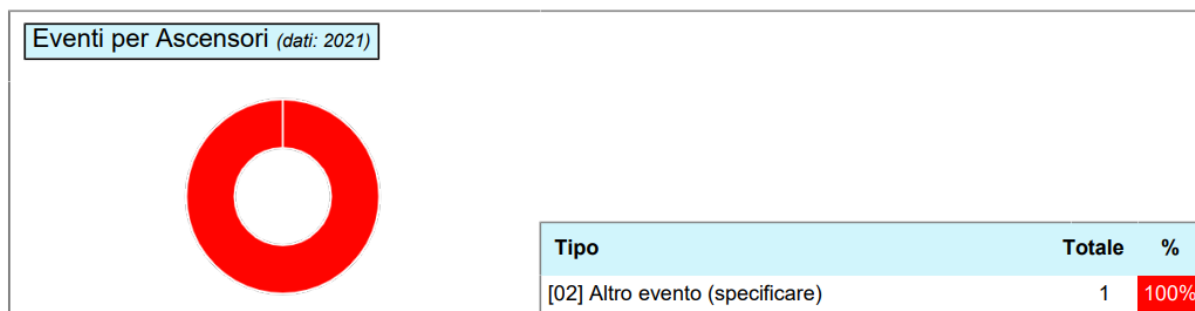 Eventi per Ascensori (dati: 2021)
Tipo Totale %
[02] Altro evento (specificare) 1 100%